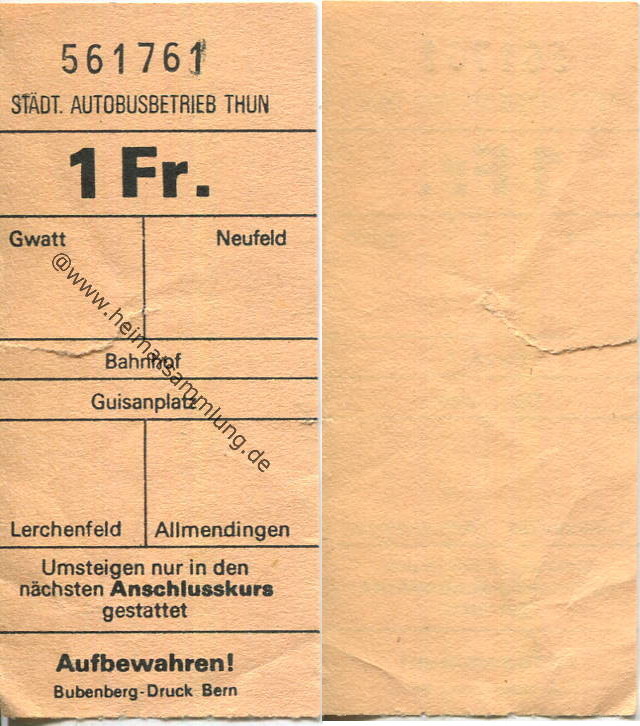 561761
STÄDT. AUTOBUSBETRIEB THUN
1 Fr.
Gwatt Neufeld
@www.heimatsammlung.de
Bahnhof
Guisanplatz
Lerchenfeld Allmendingen
Umsteigen nur in den
nächsten Anschlusskurs
gestattet
Aufbewahren!
Bubenberg-Druck Bern